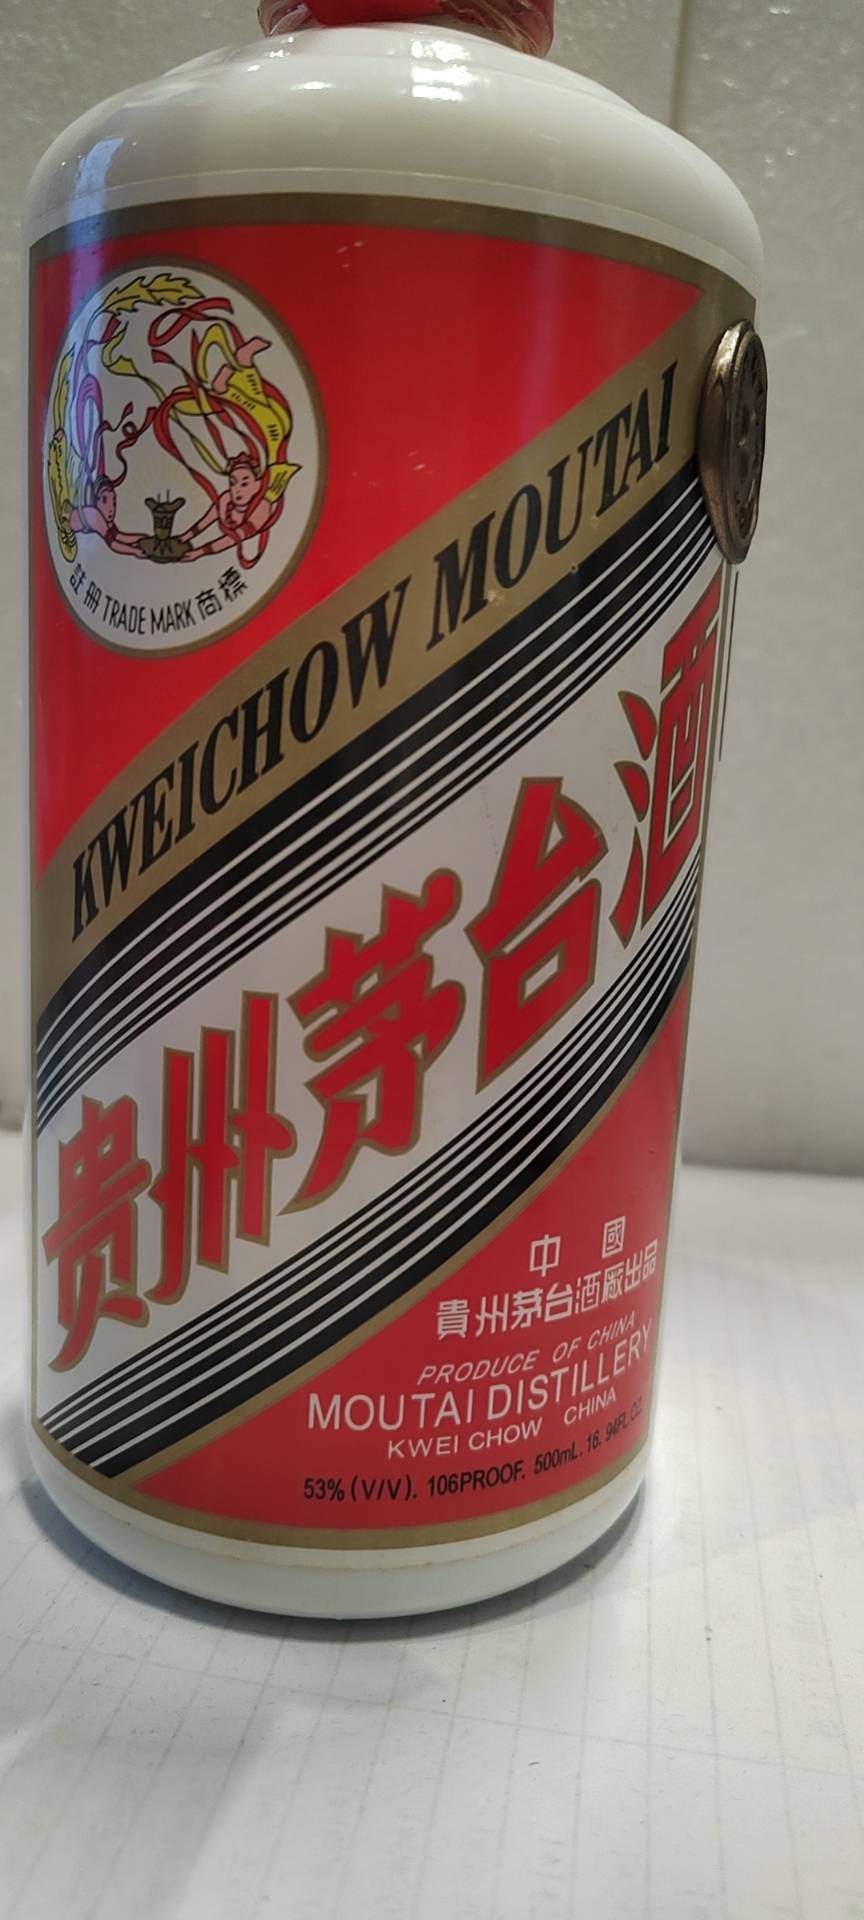 註册 TRADE MARK 商標
KWEICHOW MOUTAI
贵州茅台酒
中國
貴州茅台酒厰出品
PRODUCE OF CHINA
MOUTAI DISTILLERY
KWEI CHOW CHINA
53% (V/V). 106PROOF. 500mL. 16. 94FL.OZ